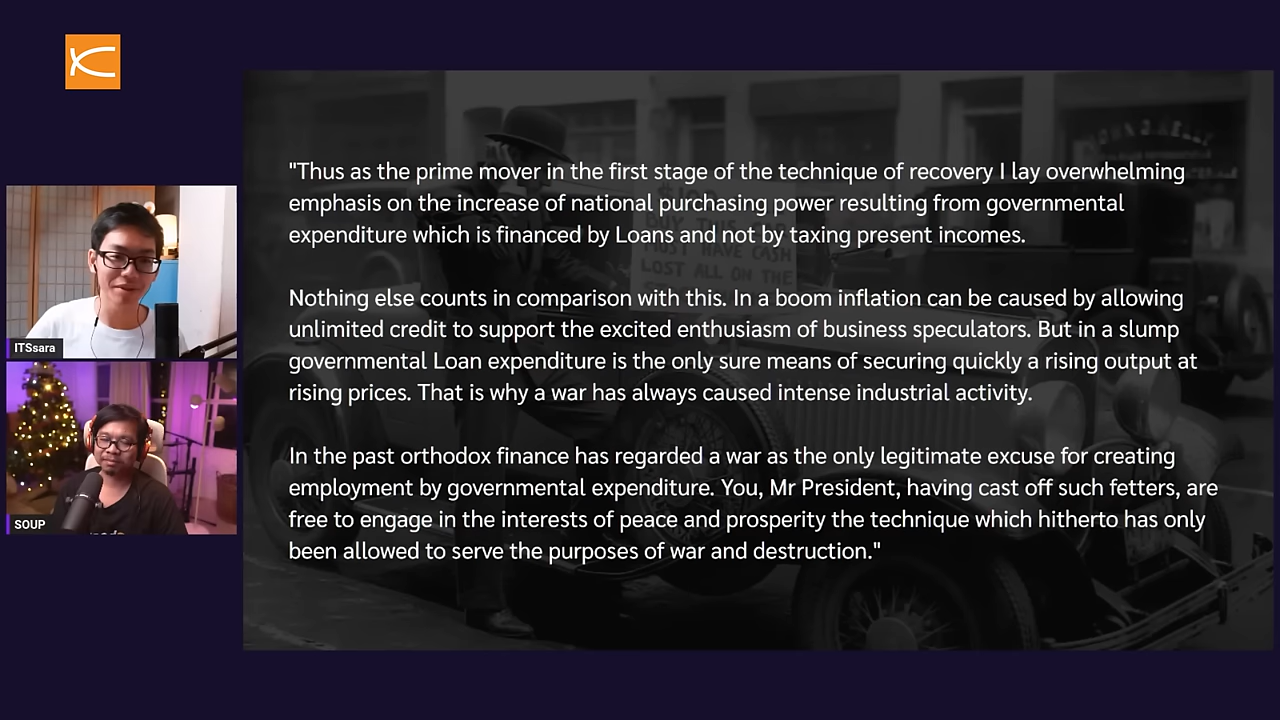 "Thus as the prime mover in the first stage of the technique of recovery I lay overwhelming
emphasis on the increase of national purchasing power resulting from governmental
expenditure which is financed by Loans and not by taxing present incomes.
Nothing else counts in comparison with this. In a boom inflation can be caused by allowing
unlimited credit to support the excited enthusiasm of business speculators. But in a slump
governmental Loan expenditure is the only sure means of securing quickly a rising output at
rising prices. That is why a war has always caused intense industrial activity.
In the past orthodox finance has regarded a war as the only legitimate excuse for creating
employment by governmental expenditure. You, Mr President, having cast off such fetters, are
free to engage in the interests of peace and prosperity the technique which hitherto has only
been allowed to serve the purposes of war and destruction."
ITSsara
SOUP
MUST HAVE CASH
LOST ALL ON THE